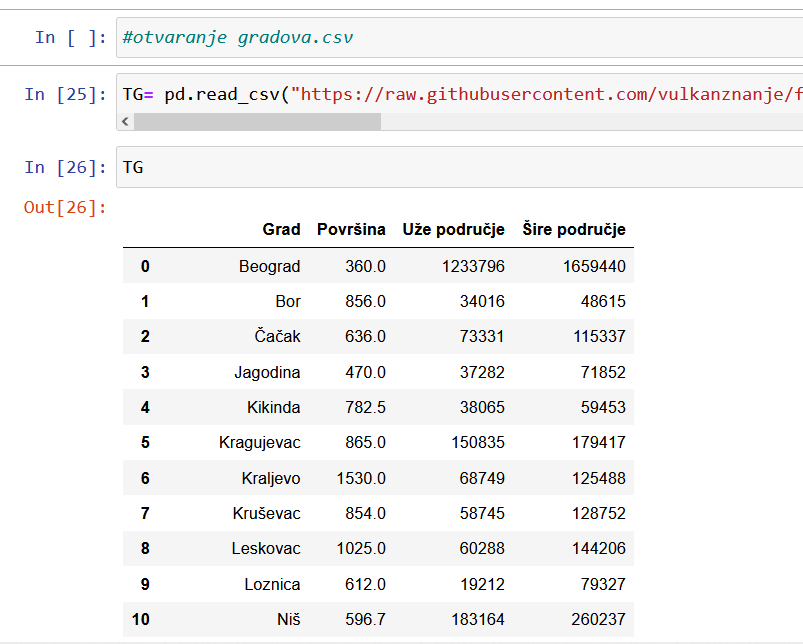 In [ ]: #otvaranje gradova.csv
In [25]: TG= pd.read_csv("https://raw.githubusercontent.com/vulkanznanje/f
In [26]: TG
Out[26]:
Grad Površina Uže područje Šire područje
0 Beograd 360.0 1233796 1659440
1 Bor 856.0 34016 48615
2 Čačak 636.0 73331 115337
3 Jagodina 470.0 37282 71852
4 Kikinda 782.5 38065 59453
5 Kragujevac 865.0 150835 179417
6 Kraljevo 1530.0 68749 125488
7 Kruševac 854.0 58745 128752
8 Leskovac 1025.0 60288 144206
9 Loznica 612.0 19212 79327
10 Niš 596.7 183164 260237